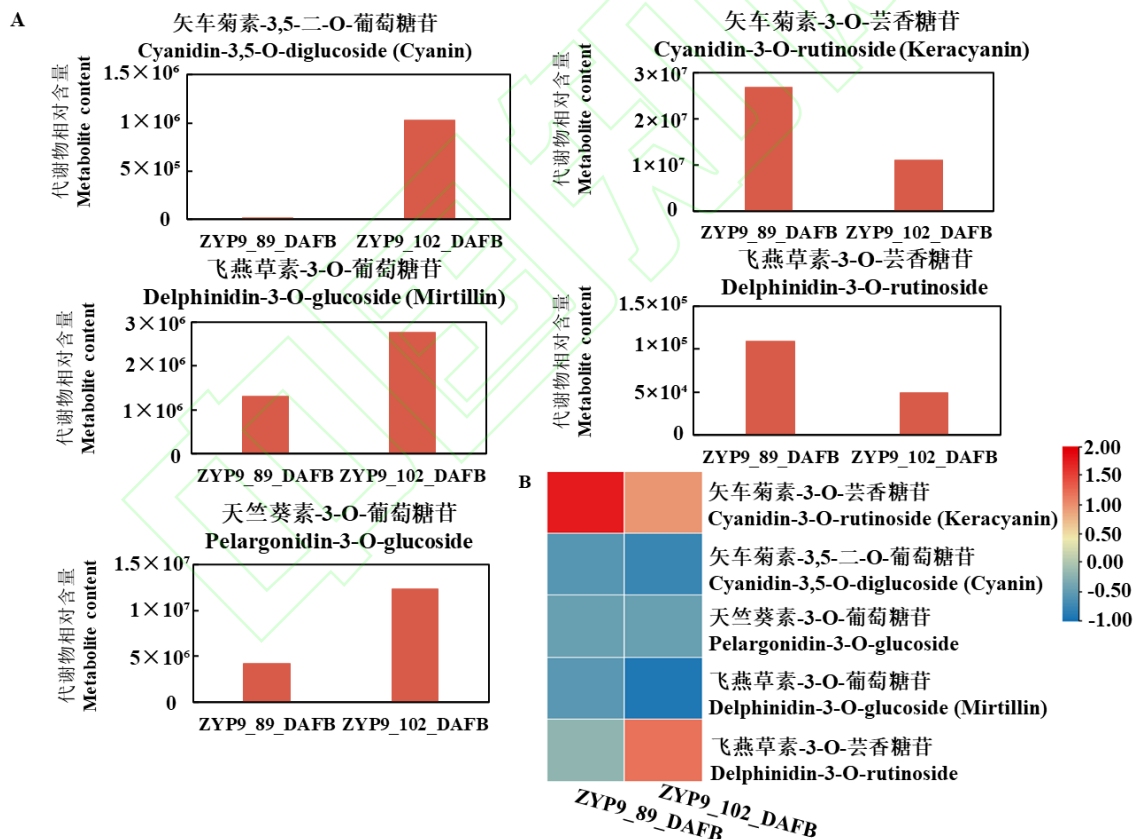 A
矢车菊素-3,5-二-O-葡萄糖苷
Cyanidin-3,5-O-diglucoside (Cyanin)
代谢物相对含量
Metabolite content
1.5×10⁶
1×10⁶
5×10⁵
0
ZYP9_89_DAFB
ZYP9_102_DAFB
矢车菊素-3-O-芸香糖苷
Cyanidin-3-O-rutinoside (Keracyanin)
代谢物相对含量
Metabolite content
3×10⁷
2×10⁷
1×10⁷
0
ZYP9_89_DAFB
ZYP9_102_DAFB
飞燕草素-3-O-葡萄糖苷
Delphinidin-3-O-glucoside (Mirtillin)
代谢物相对含量
Metabolite content
3×10⁶
2×10⁶
1×10⁶
0
ZYP9_89_DAFB
ZYP9_102_DAFB
飞燕草素-3-O-芸香糖苷
Delphinidin-3-O-rutinoside
代谢物相对含量
Metabolite content
1.5×10⁵
1×10⁵
5×10⁴
0
ZYP9_89_DAFB
ZYP9_102_DAFB
天竺葵素-3-O-葡萄糖苷
Pelargonidin-3-O-glucoside
代谢物相对含量
Metabolite content
1.5×10⁷
1×10⁷
5×10⁶
0
ZYP9_89_DAFB
ZYP9_102_DAFB
B
矢车菊素-3-O-芸香糖苷
Cyanidin-3-O-rutinoside (Keracyanin)
矢车菊素-3,5-二-O-葡萄糖苷
Cyanidin-3,5-O-diglucoside (Cyanin)
天竺葵素-3-O-葡萄糖苷
Pelargonidin-3-O-glucoside
飞燕草素-3-O-葡萄糖苷
Delphinidin-3-O-glucoside (Mirtillin)
飞燕草素-3-O-芸香糖苷
Delphinidin-3-O-rutinoside
ZYP9_89_DAFB
ZYP9_102_DAFB
2.00
1.50
1.00
0.50
0.00
-0.50
-1.00